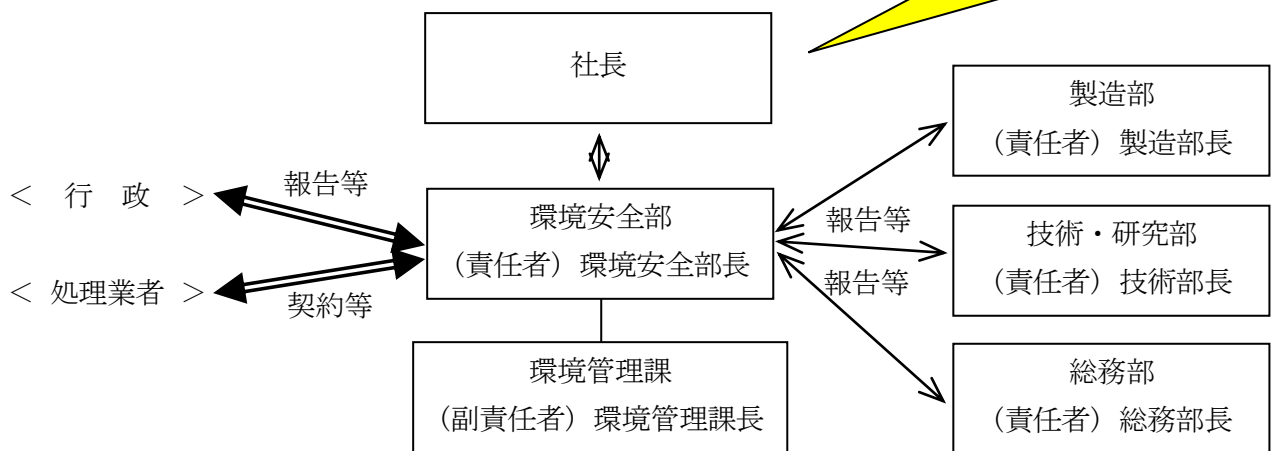 社長
製造部
（責任者）製造部長
＜　行　政　＞
報告等
環境安全部
（責任者）環境安全部長
報告等
技術・研究部
（責任者）技術部長
＜　処理業者　＞
契約等
報告等
環境管理課
（副責任者）環境管理課長
総務部
（責任者）総務部長